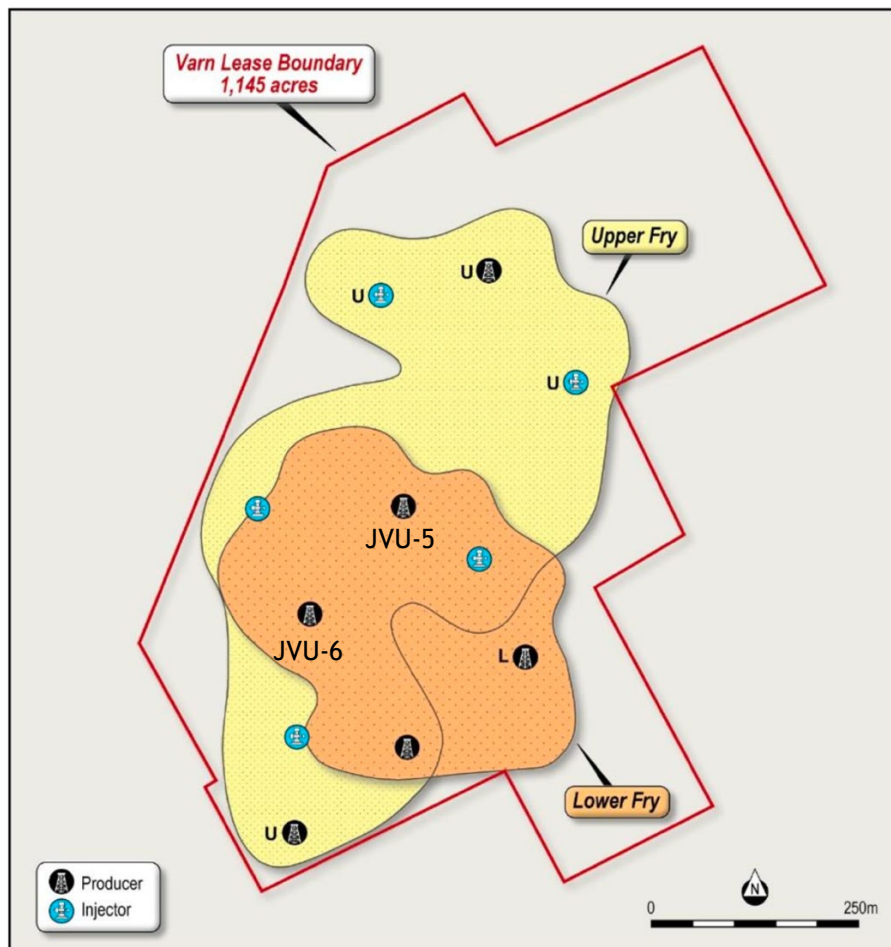 Varn Lease Boundary
1,145 acres
Upper Fry
U
U
U
JVU-5
JVU-6
L
Lower Fry
U
Producer
Injector
N
0
250m